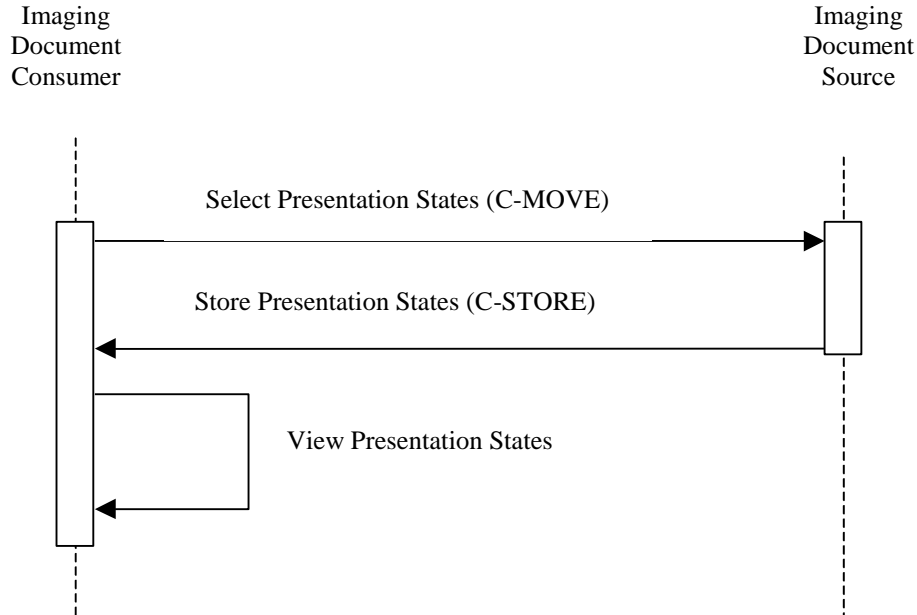 Imaging
Document
Consumer
Imaging
Document
Source
Select Presentation States (C-MOVE)
Store Presentation States (C-STORE)
View Presentation States